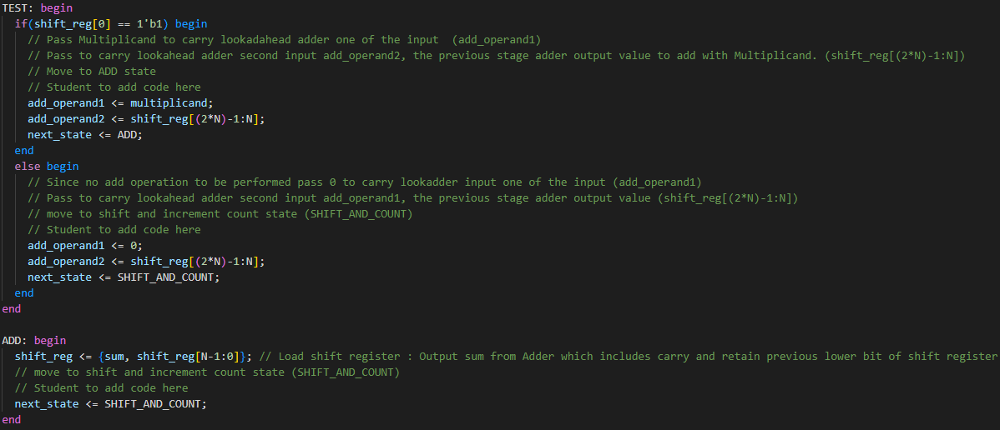 TEST: begin
if(shift_reg[0] == 1'b1) begin
// Pass Multiplicand to carry lookadahead adder one of the input  (add_operand1)
// Pass to carry lookahead adder second input add_operand2, the previous stage adder output value to add with Multiplicand. (shift_reg[(2*N)-1:N])
// Move to ADD state
// Student to add code here
add_operand1 <= multiplicand;
add_operand2 <= shift_reg[(2*N)-1:N];
next_state <= ADD;
end
else begin
// Since no add operation to be performed pass 0 to carry lookadder input one of the input (add_operand1)
// Pass to carry lookahead adder second input add_operand1, the previous stage adder output value (shift_reg[(2*N)-1:N])
// move to shift and increment count state (SHIFT_AND_COUNT)
// Student to add code here
add_operand1 <= 0;
add_operand2 <= shift_reg[(2*N)-1:N];
next_state <= SHIFT_AND_COUNT;
end
end
ADD: begin
shift_reg <= {sum, shift_reg[N-1:0]}; // Load shift register : Output sum from Adder which includes carry and retain previous lower bit of shift register
// move to shift and increment count state (SHIFT_AND_COUNT)
// Student to add code here
next_state <= SHIFT_AND_COUNT;
end